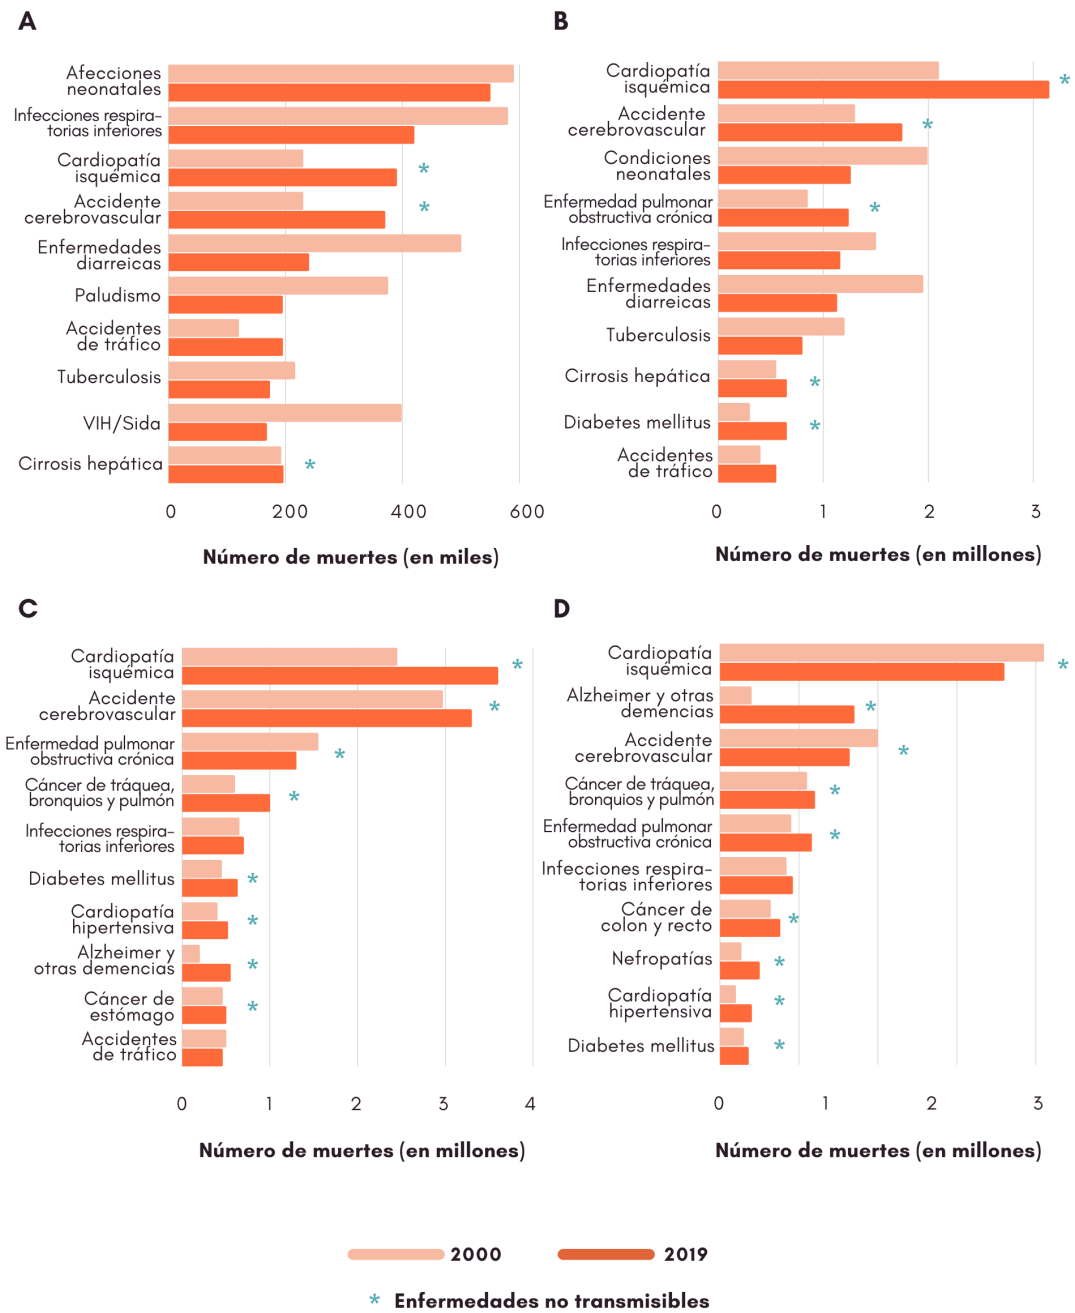 A
Afecciones
neonatales
Infecciones respira-
torias inferiores
Cardiopatía
isquémica
*
Accidente
cerebrovascular
*
Enfermedades
diarreicas
Paludismo
Accidentes
de tráfico
Tuberculosis
VIH/Sida
Cirrosis hepática
*
0 200 400 600
Número de muertes (en miles)
B
Cardiopatía
isquémica
*
Accidente
cerebrovascular
*
Condiciones
neonatales
Enfermedad pulmonar
obstructiva crónica
*
Infecciones respira-
torias inferiores
Enfermedades
diarreicas
Tuberculosis
Cirrosis hepática
*
Diabetes mellitus
*
Accidentes
de tráfico
0 1 2 3
Número de muertes (en millones)
C
Cardiopatía
isquémica
*
Accidente
cerebrovascular
*
Enfermedad pulmonar
obstructiva crónica
*
Cáncer de tráquea,
bronquios y pulmón
*
Infecciones respira-
torias inferiores
Diabetes mellitus
*
Cardiopatía
hipertensiva
*
Alzheimer y
otras demencias
*
Cáncer de
estómago
*
Accidentes
de tráfico
0 1 2 3 4
Número de muertes (en millones)
D
Cardiopatía
isquémica
*
Alzheimer y otras
demencias
*
Accidente
cerebrovascular
*
Cáncer de tráquea,
bronquios y pulmón
*
Enfermedad pulmonar
obstructiva crónica
*
Infecciones respira-
torias inferiores
Cáncer de
colon y recto
*
Nefropatías
*
Cardiopatía
hipertensiva
*
Diabetes mellitus
*
0 1 2 3
Número de muertes (en millones)
2000 2019
* Enfermedades no transmisibles